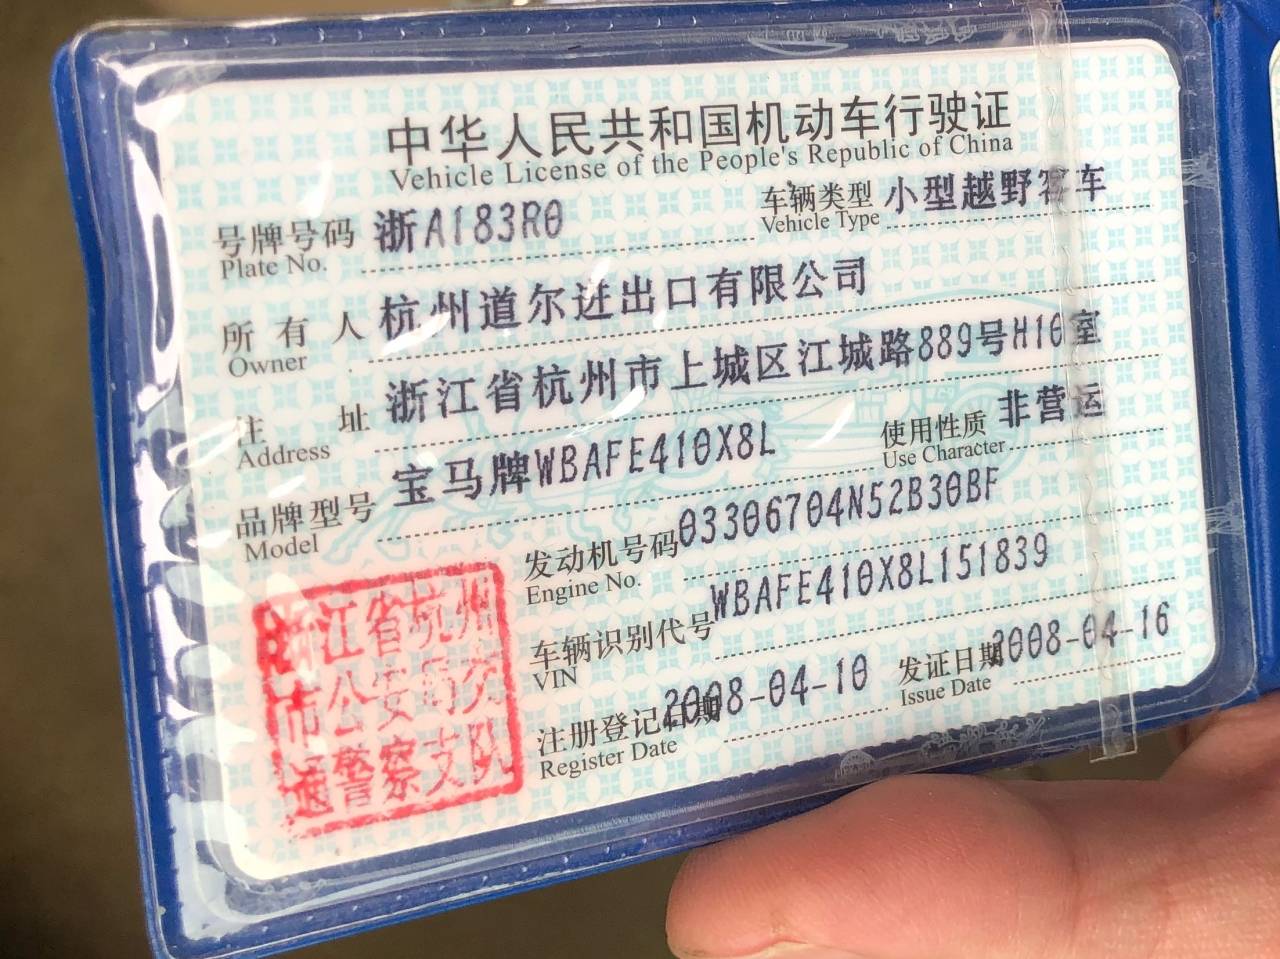 中华人民共和国机动车行驶证
Vehicle License of the People's Republic of China
号牌号码 浙A183R0 车辆类型 小型越野客车
Plate No. Vehicle Type
所有人 杭州道尔进出口有限公司
Owner
注址 浙江省杭州市上城区江城路889号H10室
Address
品牌型号 宝马牌WBAFE410X8L 使用性质 非营运
Model Use Character
发动机号码 03306704N52B30BF
Engine No.
车辆识别代号 WBAFE410X8L151839
VIN
注册登记日期 2008-04-10 发证日期 2008-04-16
Register Date Issue Date
浙江省杭州
市公安局交
通警察支队